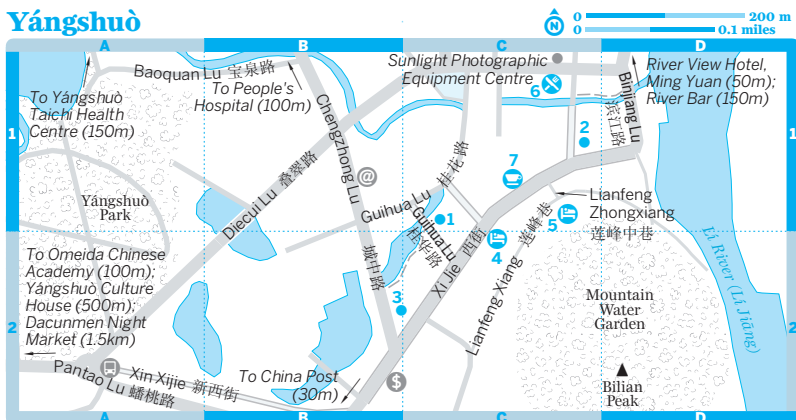 Yángshuò
N
0 200 m
0 0.1 miles
A B C D
1
2
Baoquan Lu 宝泉路
To People's
Hospital (100m)
To Yángshuò
Taichi Health
Centre (150m)
Sunlight Photographic
Equipment Centre
River View Hotel,
Ming Yuan (50m);
River Bar (150m)
Binjiang Lu
滨江路
6
2
7
Chengzhong Lu
城中路
Diecui Lu 叠翠路
@
Guihua Lu 桂花路
Guihua Lu
桂华路
1
Yángshuò
Park
Lianfeng
Zhongxiang
莲峰中巷
5
4
Xi Jie 西街
Lianfeng Xiang 莲峰巷
Li River (Lí Jiāng)
To Omeida Chinese
Academy (100m);
Yángshuò Culture
House (500m);
Dacunmen Night
Market (1.5km)
3
Mountain
Water
Garden
Bilian
Peak
Pantao Lu 蟠桃路
Xin Xijie 新西街
To China Post
(30m)
$
1
2
A B C D